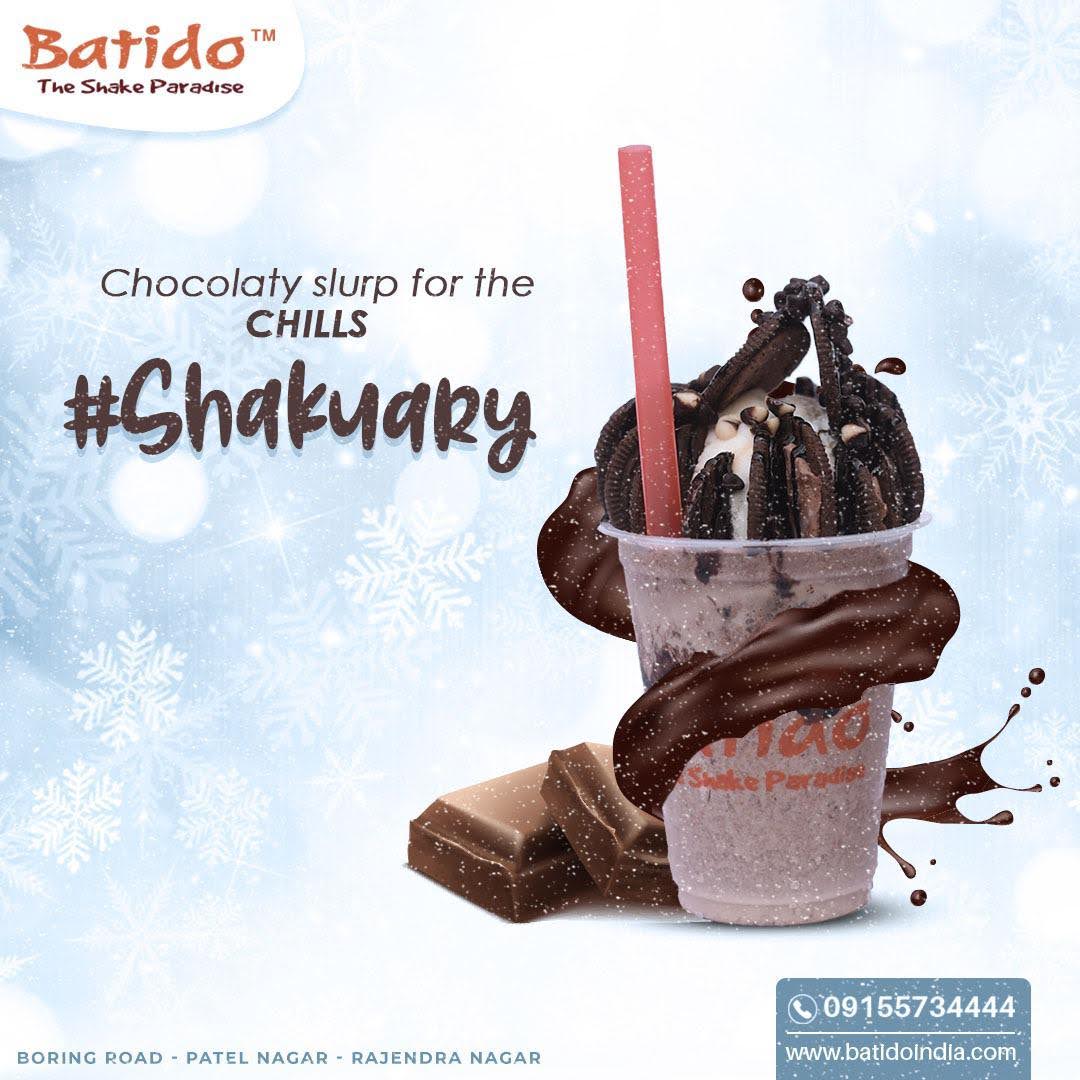 Batido™
The Shake Paradise
Chocolaty slurp for the
CHILLS
#Shakuary
Shake Paradise
09155734444
www.batidoindia.com
BORING ROAD - PATEL NAGAR - RAJENDRA NAGAR